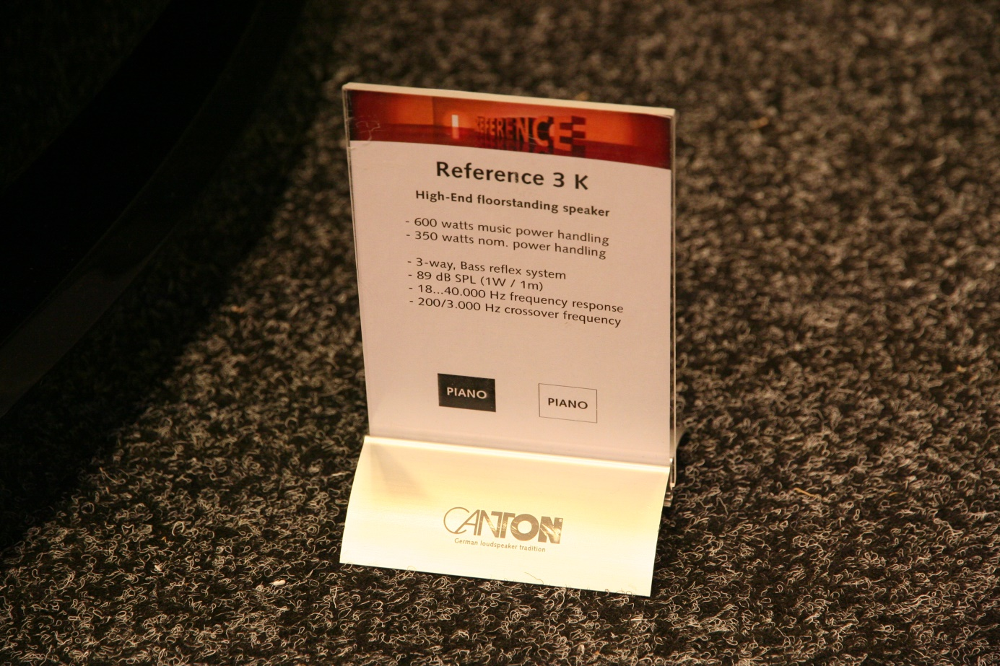 REFERENCE
Reference 3 K
High-End floorstanding speaker
- 600 watts music power handling
- 350 watts nom. power handling
- 3-way, Bass reflex system
- 89 dB SPL (1W / 1m)
- 18...40.000 Hz frequency response
- 200/3.000 Hz crossover frequency
PIANO PIANO
CANTON
German loudspeaker tradition